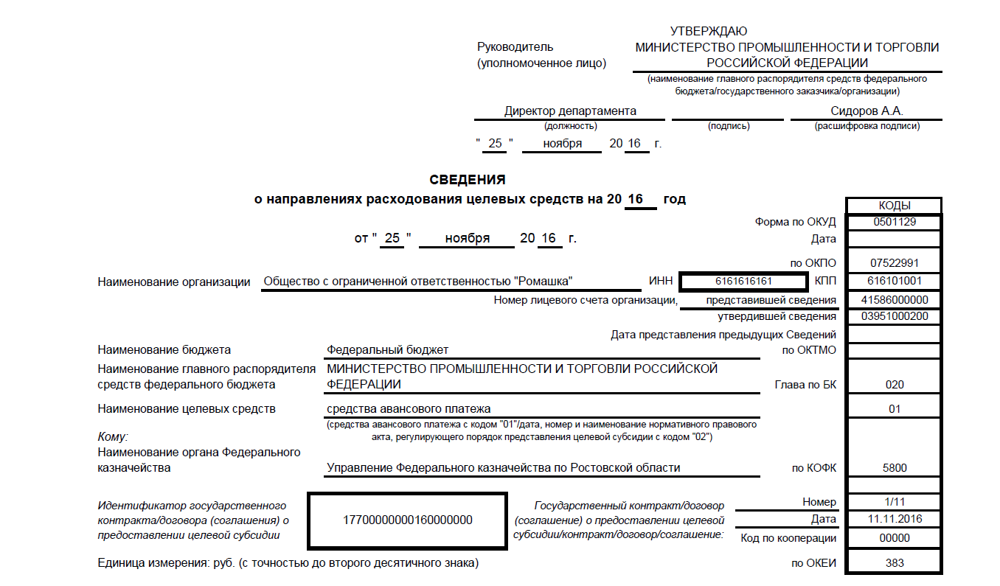 УТВЕРЖДАЮ
Руководитель
(уполномоченное лицо)
МИНИСТЕРСТВО ПРОМЫШЛЕННОСТИ И ТОРГОВЛИ
РОССИЙСКОЙ ФЕДЕРАЦИИ
(наименование главного распорядителя средств федерального
бюджета/государственного заказчика/организации)
Директор департамента Сидоров А.А.
(должность) (подпись) (расшифровка подписи)
" 25 " ноября 20 16 г.
СВЕДЕНИЯ
о направлениях расходования целевых средств на 20 16 год
КОДЫ
Форма по ОКУД 0501129
от " 25 " ноября 20 16 г. Дата
по ОКПО 07522991
Наименование организации Общество с ограниченной ответственностью "Ромашка" ИНН 6161616161 КПП 616101001
Номер лицевого счета организации, представившей сведения 41586000000
утвердившей сведения 03951000200
Дата представления предыдущих Сведений
Наименование бюджета Федеральный бюджет по ОКТМО
Наименование главного распорядителя
средств федерального бюджета
МИНИСТЕРСТВО ПРОМЫШЛЕННОСТИ И ТОРГОВЛИ РОССИЙСКОЙ
ФЕДЕРАЦИИ Глава по БК 020
Наименование целевых средств средства авансового платежа 01
(средства авансового платежа с кодом "01"/дата, номер и наименование нормативного правового
акта, регулирующего порядок представления целевой субсидии с кодом "02")
Кому:
Наименование органа Федерального
казначейства Управление Федерального казначейства по Ростовской области по КОФК 5800
Идентификатор государственного
контракта/договора (соглашения) о
предоставлении целевой субсидии
17700000000160000000
Государственный контракт/договор
(соглашение) о предоставлении целевой
субсидии/контракт/договор/соглашение:
Номер 1/11
Дата 11.11.2016
Код по кооперации 00000
Единица измерения: руб. (с точностью до второго десятичного знака) по ОКЕИ 383